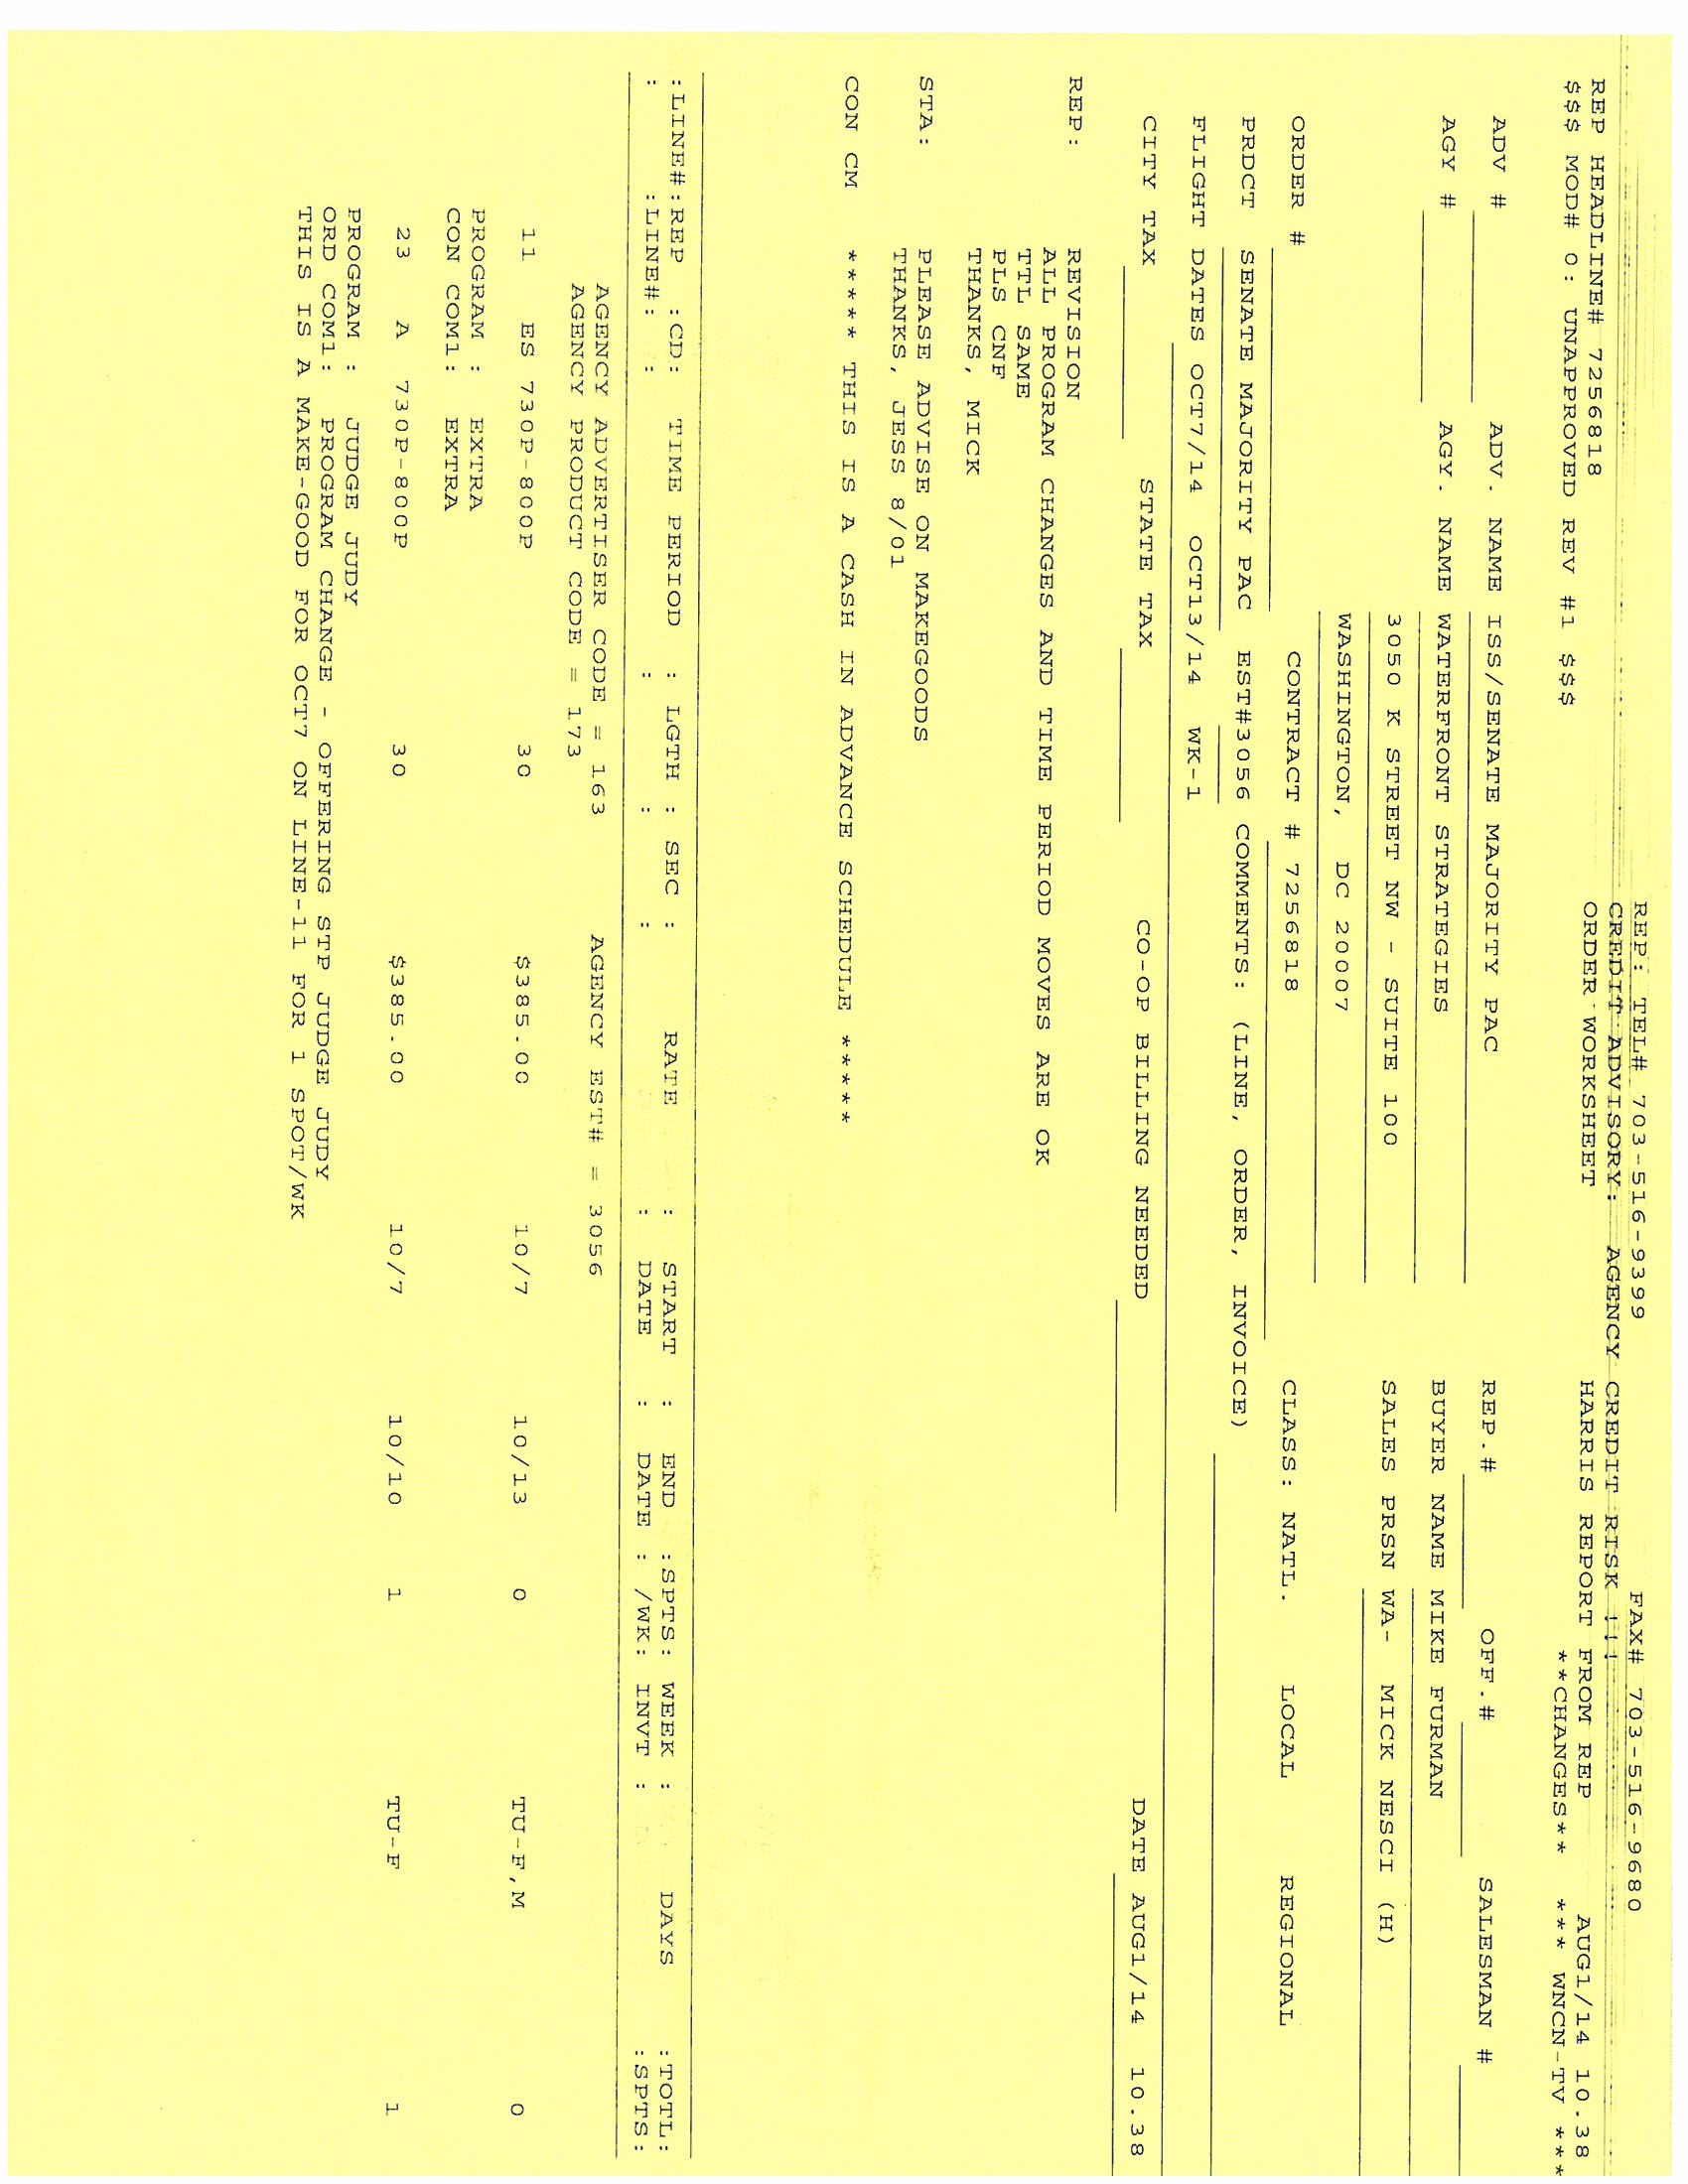 REP: TEL# 703-516-9399 FAX# 703-516-9680
CREDIT ADVISORY: AGENCY CREDIT RISK !!!
ORDER WORKSHEET HARRIS REPORT FROM REP AUG1/14 10.38
REP HEADLINE# 7256818 **CHANGES** *** WNCN-TV ***
$$$ MOD# 0: UNAPPROVED REV #1 $$$
ADV # ADV. NAME ISS/SENATE MAJORITY PAC REP.# OFF.# SALESMAN #
AGY # AGY. NAME WATERFRONT STRATEGIES BUYER NAME MIKE FURMAN
3050 K STREET NW - SUITE 100 SALES PRSN WA- MICK NESCI (H)
WASHINGTON, DC 20007
ORDER # CONTRACT # 7256818 CLASS: NATL. LOCAL REGIONAL
PRDCT SENATE MAJORITY PAC EST#3056 COMMENTS: (LINE, ORDER, INVOICE)
FLIGHT DATES OCT7/14 OCT13/14 WK-1
CITY TAX STATE TAX CO-OP BILLING NEEDED DATE AUG1/14 10.38
REP: REVISION
ALL PROGRAM CHANGES AND TIME PERIOD MOVES ARE OK
TTL SAME
PLS CNF
THANKS, MICK
STA: PLEASE ADVISE ON MAKEGOODS
THANKS, JESS 8/01
CON CM ***** THIS IS A CASH IN ADVANCE SCHEDULE *****
:LINE#:REP :CD: TIME PERIOD : LGTH : SEC : RATE : START : END :SPTS: WEEK : DAYS :TOTL:
: :LINE#: : : : : : DATE : DATE : /WK: INVT : :SPTS:
AGENCY ADVERTISER CODE = 163 AGENCY EST# = 3056
AGENCY PRODUCT CODE = 173
11 ES 730P-800P 30 $385.00 10/7 10/13 0 TU-F,M 0
PROGRAM : EXTRA
CON COM1: EXTRA
23 A 730P-800P 30 $385.00 10/7 10/10 1 TU-F 1
PROGRAM : JUDGE JUDY
ORD COM1: PROGRAM CHANGE - OFFERING STP JUDGE JUDY
THIS IS A MAKE-GOOD FOR OCT7 ON LINE-11 FOR 1 SPOT/WK